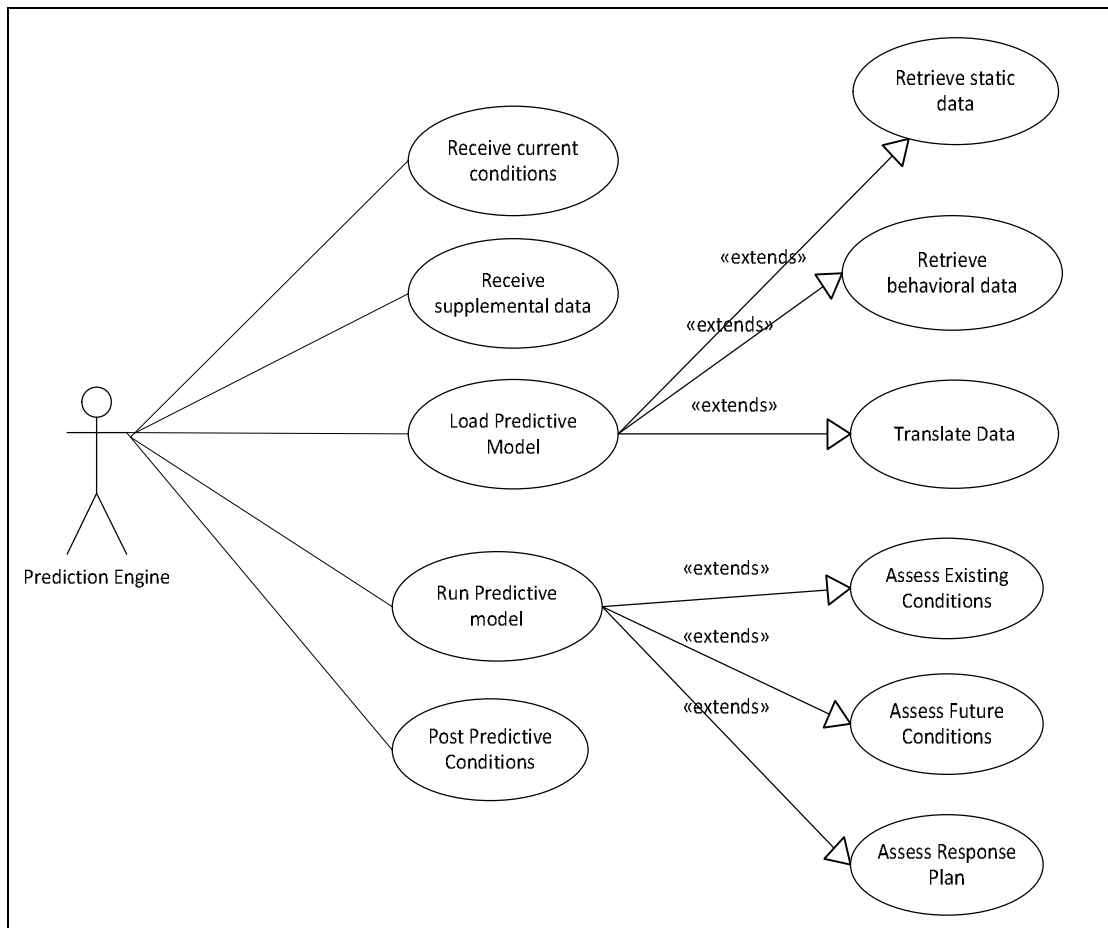 Retrieve static
data
Receive current
conditions
«extends»
Retrieve
behavioral data
Receive
supplemental data
«extends»
«extends»
Load Predictive
Model
Translate Data
Prediction Engine
«extends»
Assess Existing
Conditions
Run Predictive
model
«extends»
«extends»
Assess Future
Conditions
Post Predictive
Conditions
Assess Response
Plan